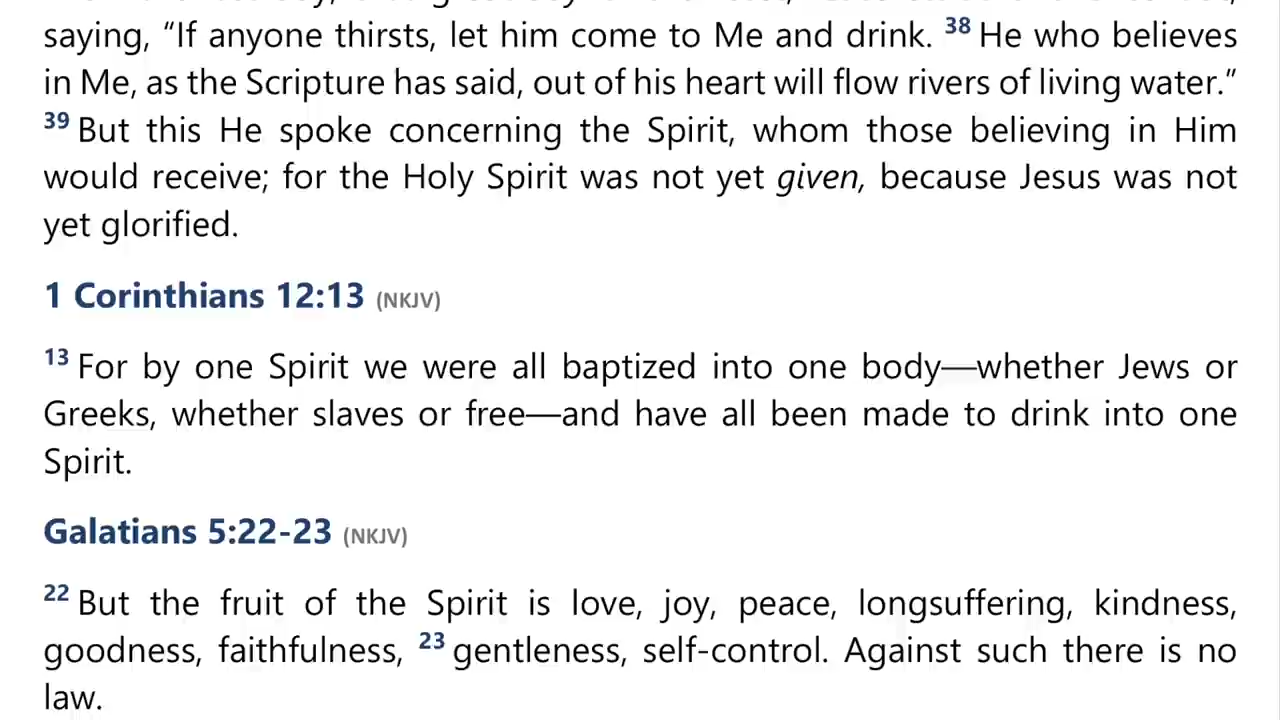 saying, “If anyone thirsts, let him come to Me and drink. 38 He who believes
in Me, as the Scripture has said, out of his heart will flow rivers of living water.”
39 But this He spoke concerning the Spirit, whom those believing in Him
would receive; for the Holy Spirit was not yet given, because Jesus was not
yet glorified.
1 Corinthians 12:13 (NKJV)
13 For by one Spirit we were all baptized into one body—whether Jews or
Greeks, whether slaves or free—and have all been made to drink into one
Spirit.
Galatians 5:22-23 (NKJV)
22 But the fruit of the Spirit is love, joy, peace, longsuffering, kindness,
goodness, faithfulness, 23 gentleness, self-control. Against such there is no
law.